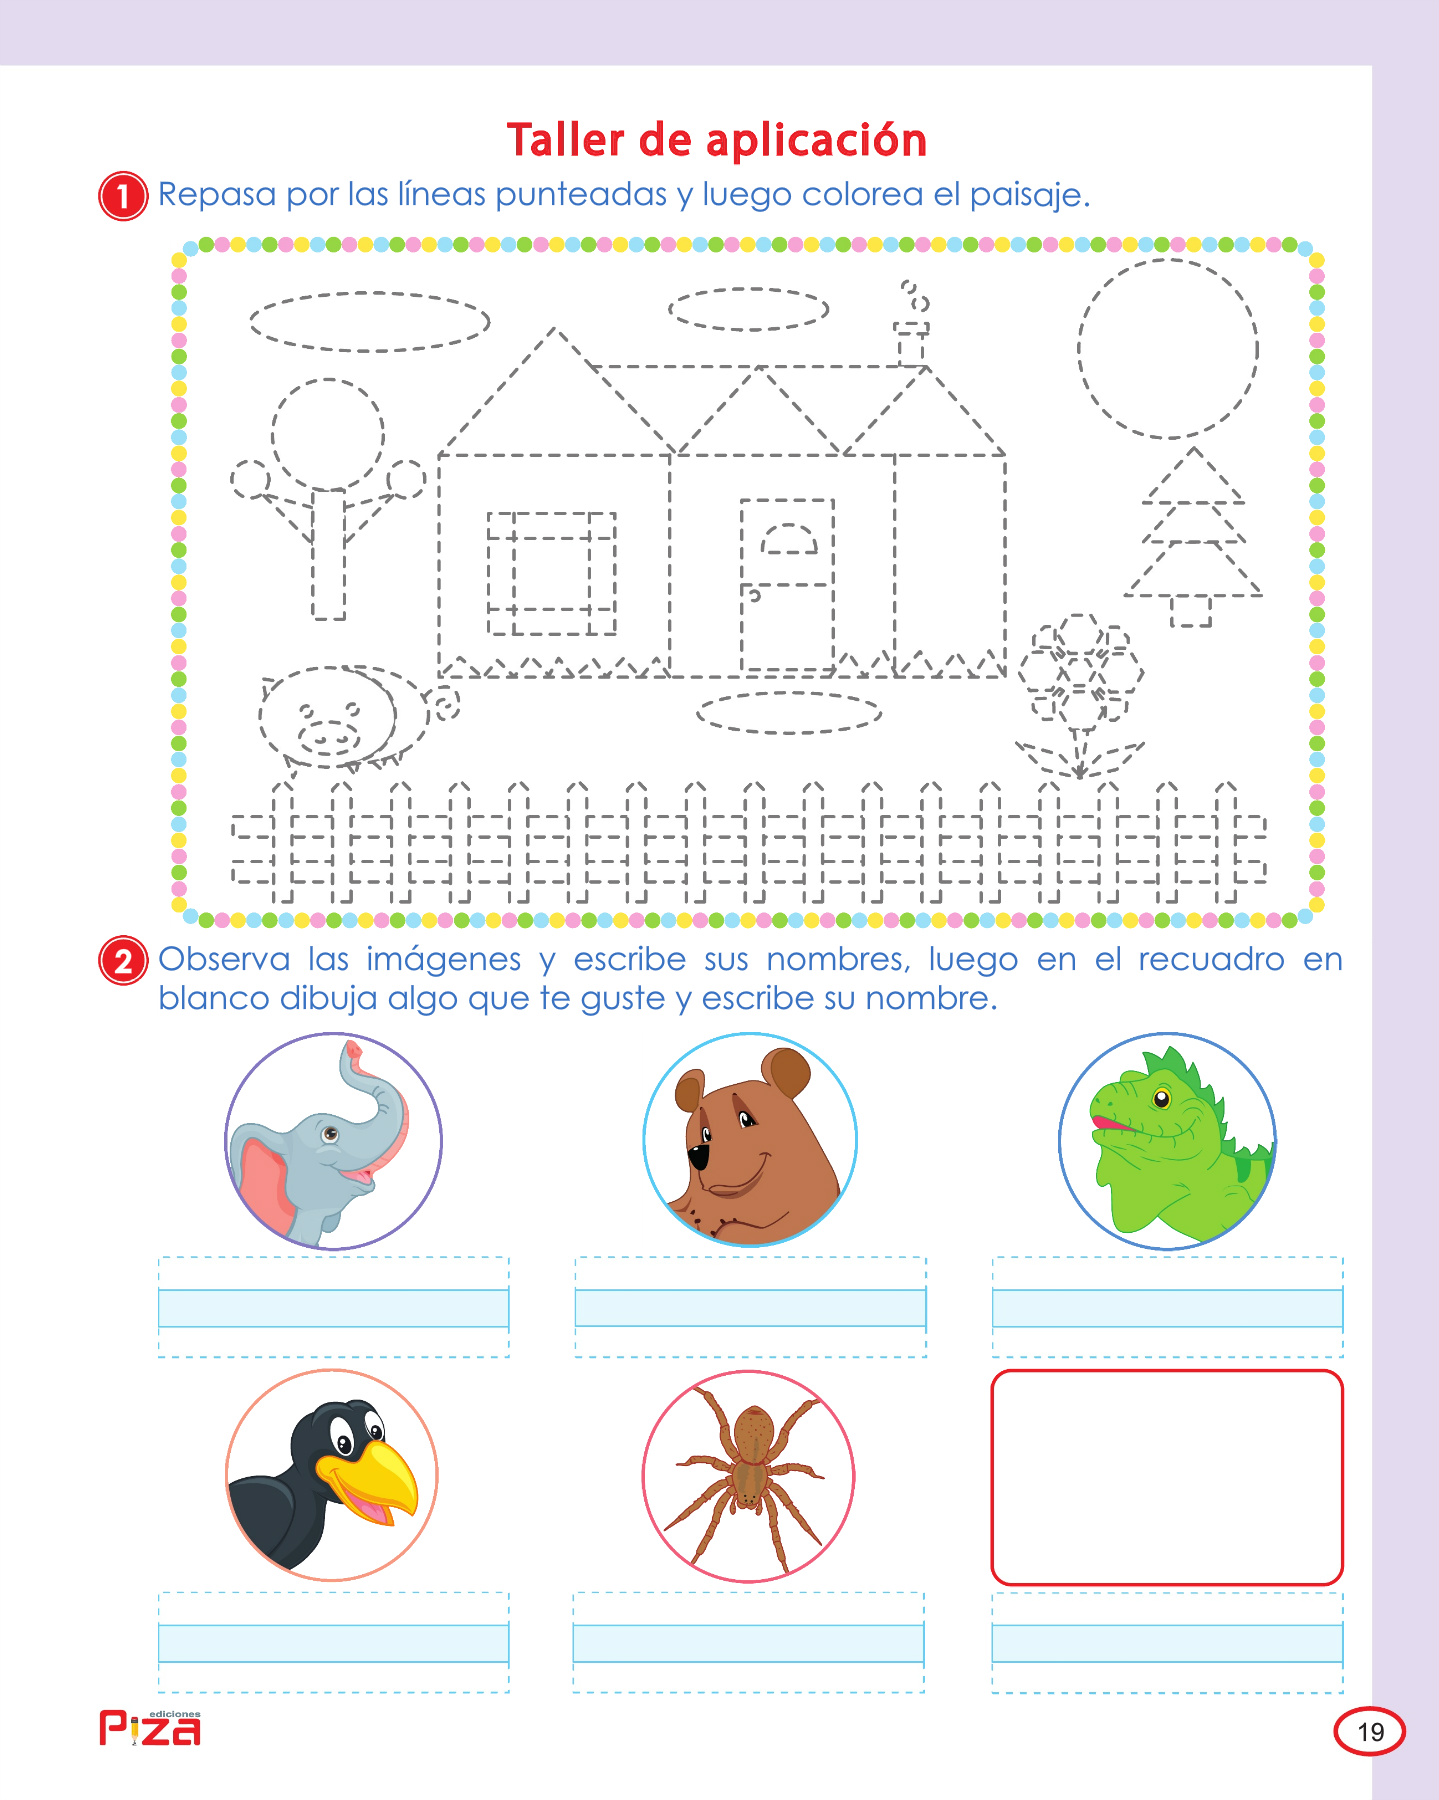 Taller de aplicación
1 Repasa por las líneas punteadas y luego colorea el paisaje.
2 Observa las imágenes y escribe sus nombres, luego en el recuadro en
blanco dibuja algo que te guste y escribe su nombre.
ediciones
Piza
19